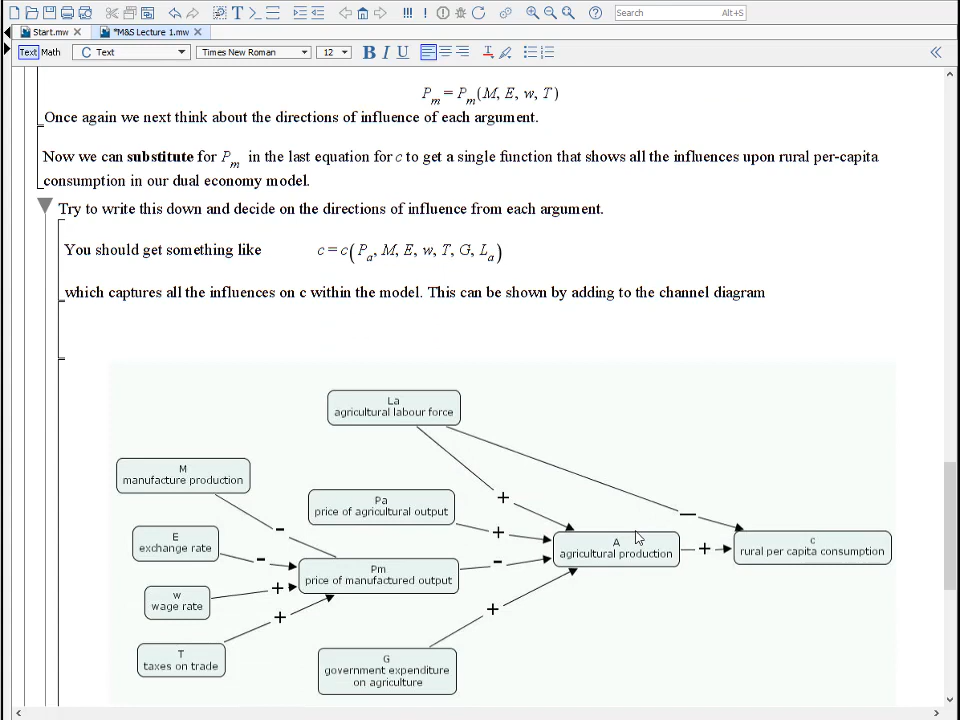 Search Alt+S
Start.mw *M&S Lecture 1.mw
Text Math C Text Times New Roman 12 B I U
P_m = P_m(M, E, w, T)
Once again we next think about the directions of influence of each argument.
Now we can substitute for P_m in the last equation for c to get a single function that shows all the influences upon rural per-capita
consumption in our dual economy model.
Try to write this down and decide on the directions of influence from each argument.
You should get something like c = c(P_a, M, E, w, T, G, L_a)
which captures all the influences on c within the model. This can be shown by adding to the channel diagram
La
agricultural labour force
M
manufacture production
Pa
price of agricultural output
+
-
+
—
E
exchange rate
-
A
agricultural production
+
c
rural per capita consumption
Pm
price of manufactured output
-
w
wage rate
+
+
+
T
taxes on trade
G
government expenditure
on agriculture